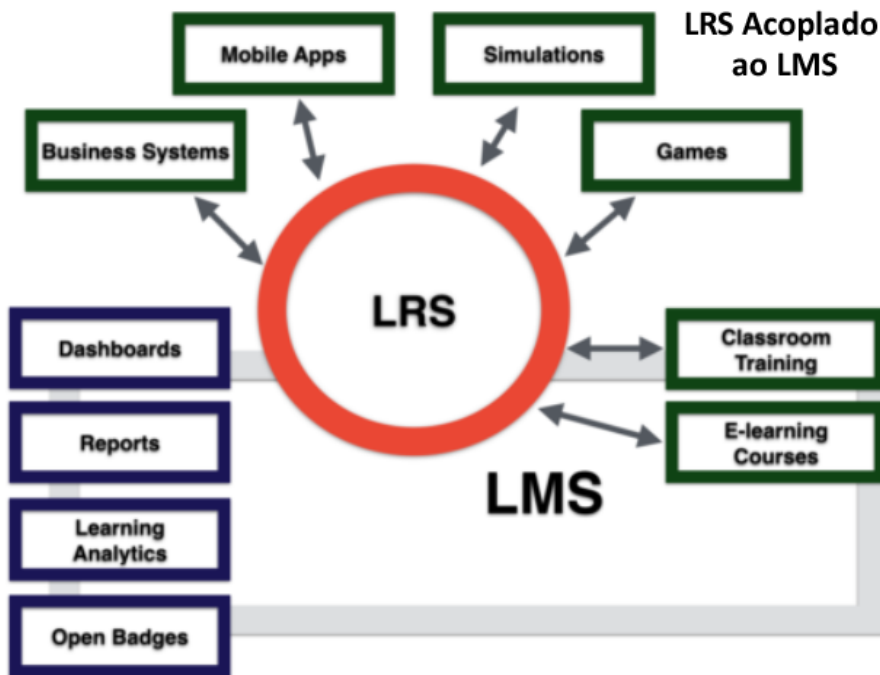 LRS Acoplado
ao LMS
Mobile Apps
Simulations
Business Systems
Games
LRS
Dashboards
Classroom
Training
Reports
E-learning
Courses
LMS
Learning
Analytics
Open Badges